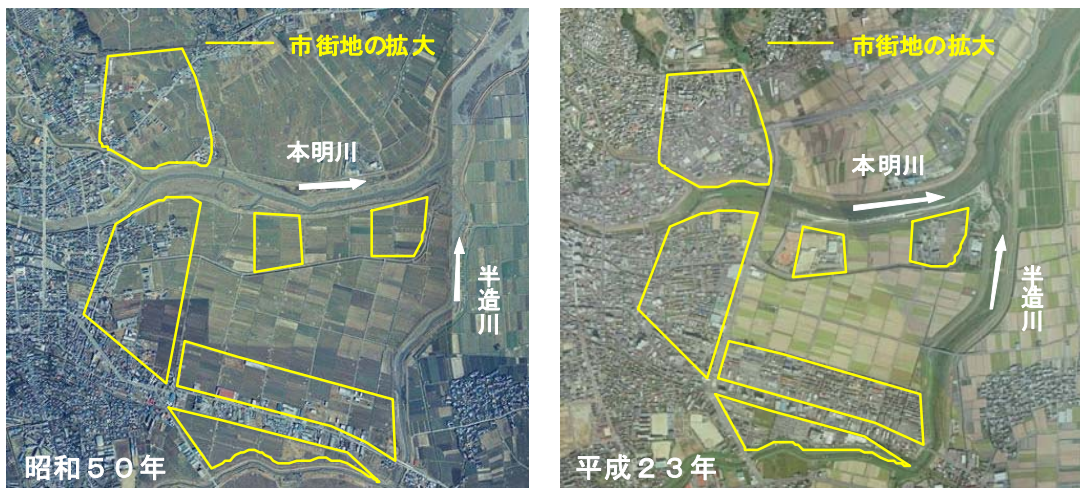 市街地の拡大
本明川
半造川
昭和５０年
市街地の拡大
本明川
半造川
平成２３年